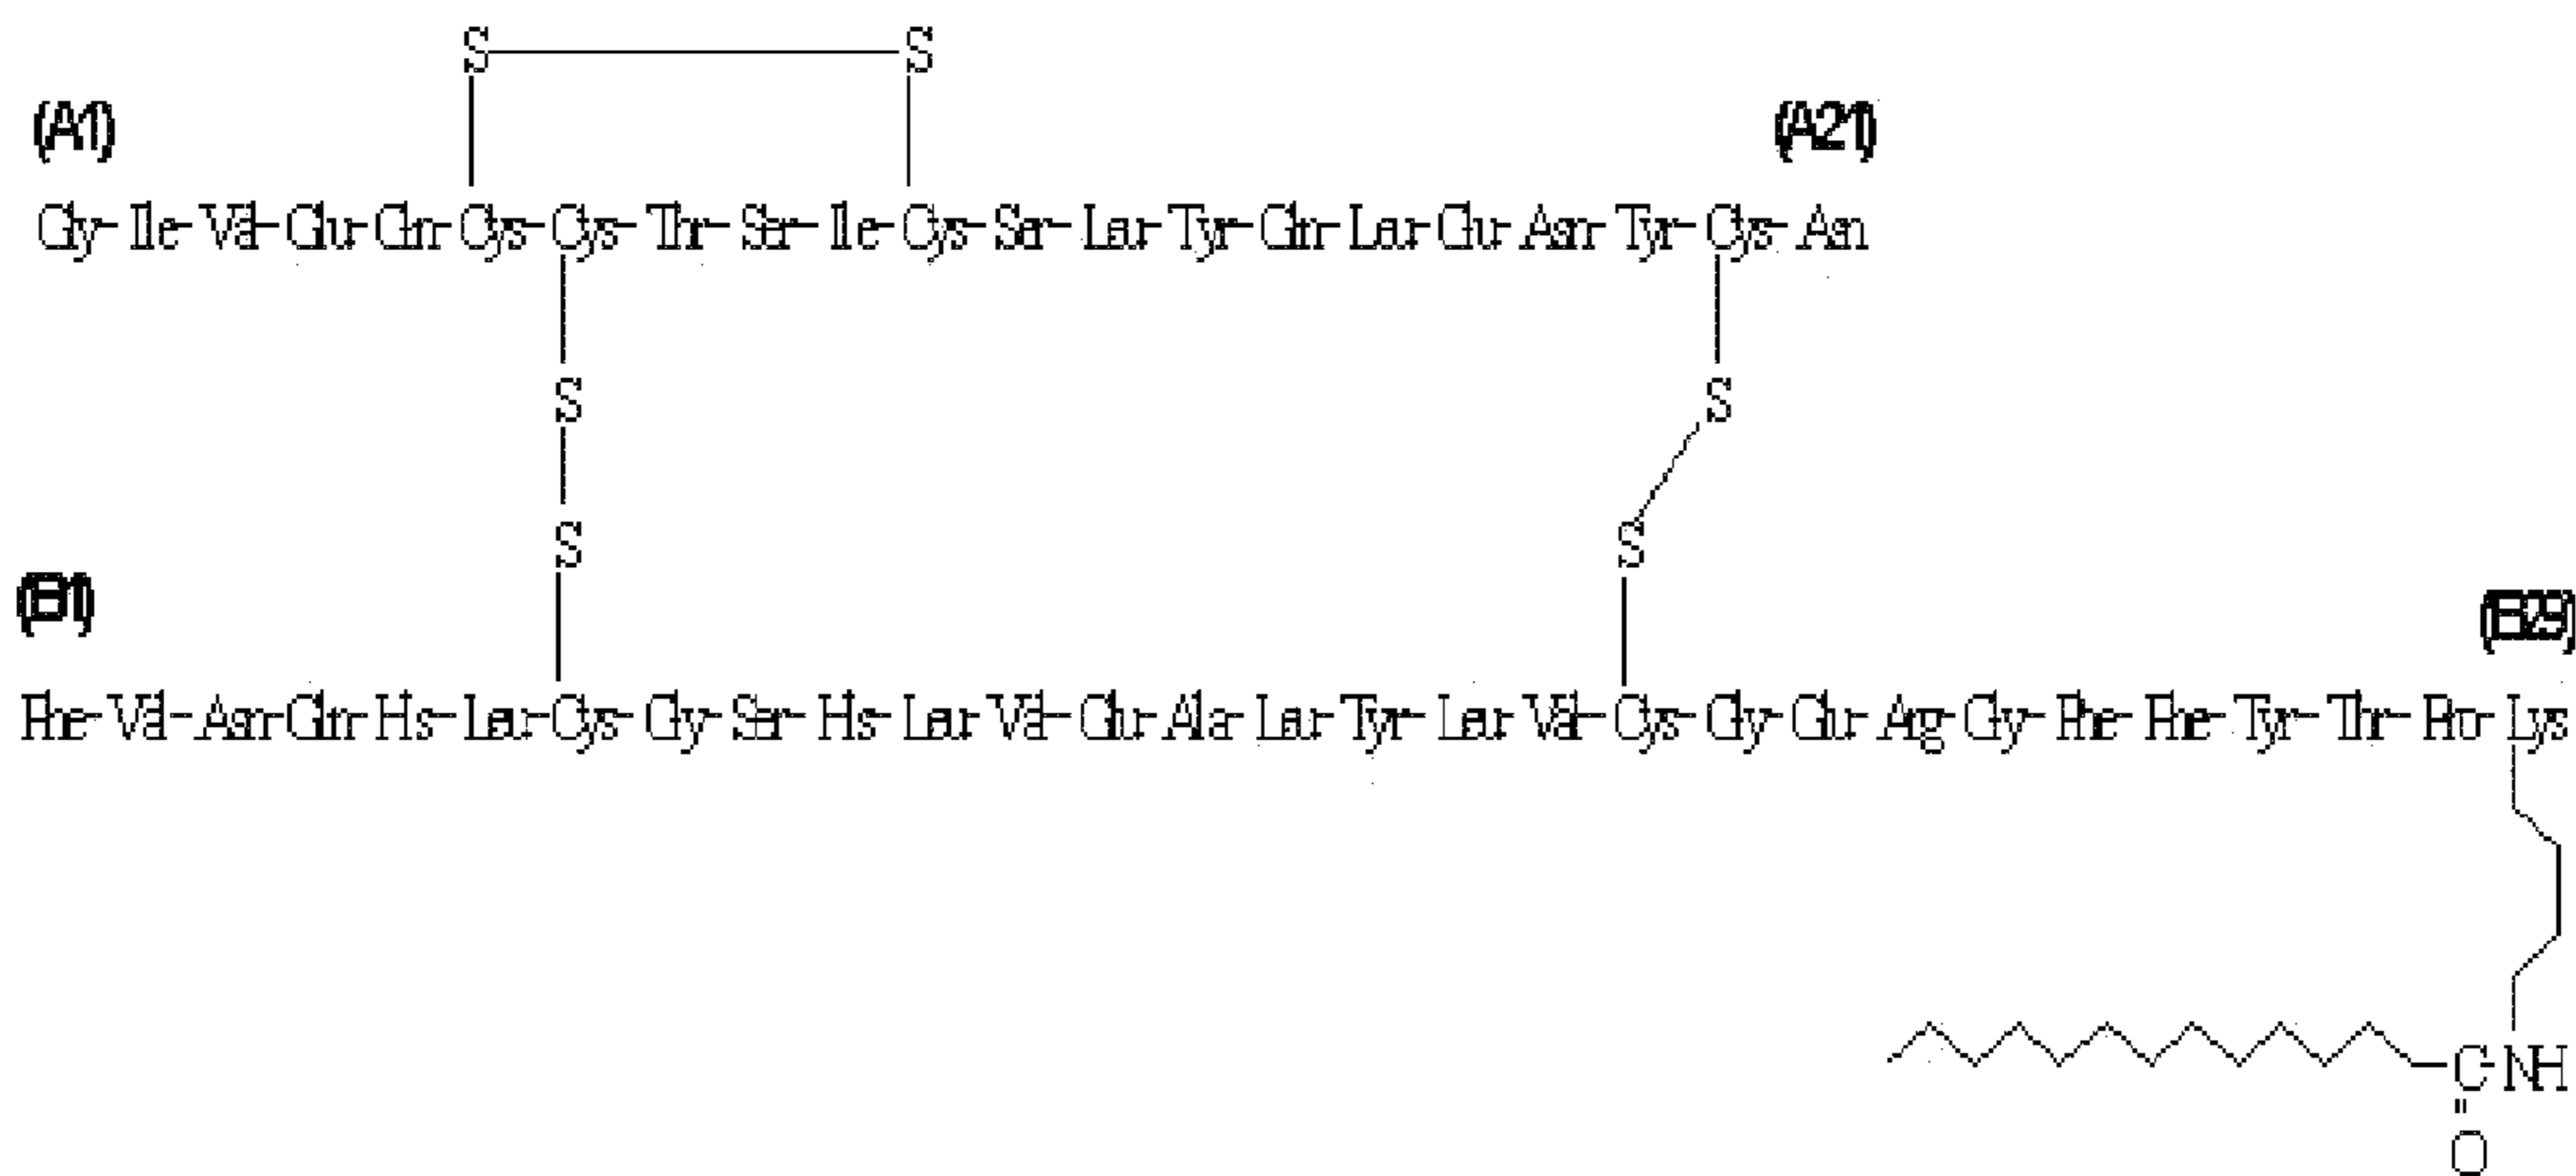 S S
(A1) (A21)
Gly-Ile-Val-Glu-Gln-Cys-Cys-Thr-Ser-Ile-Cys-Ser-Leu-Tyr-Gln-Leu-Glu-Asn-Tyr-Cys-Asn
S S
S S
(B1) (B29)
Phe-Val-Asn-Gln-His-Leu-Cys-Gly-Ser-His-Leu-Val-Glu-Ala-Leu-Tyr-Leu-Val-Cys-Gly-Glu-Arg-Gly-Phe-Phe-Tyr-Thr-Pro-Lys
C-NH
O